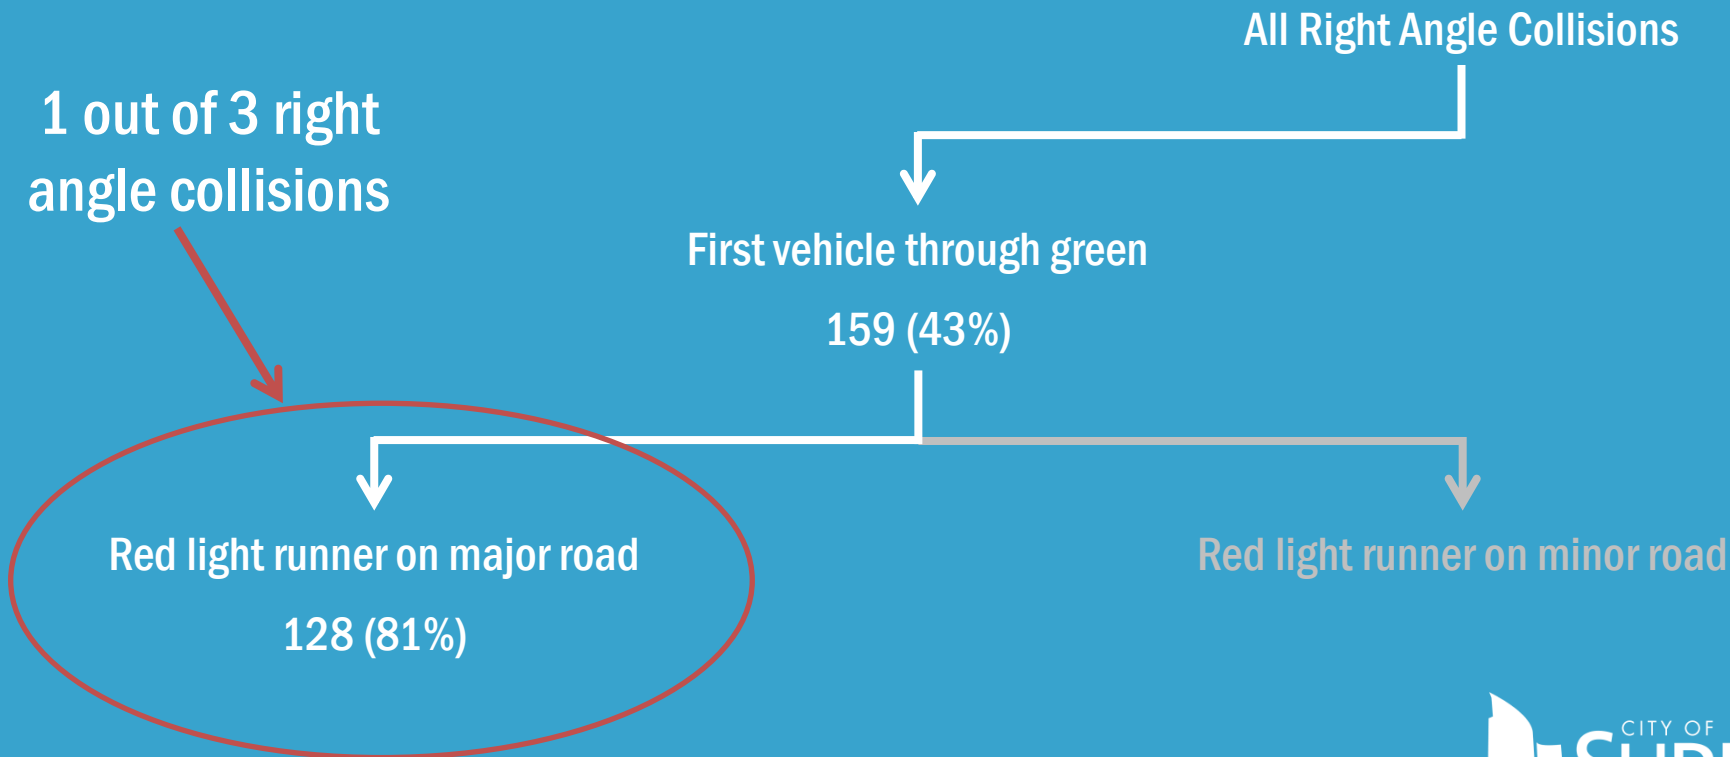 All Right Angle Collisions
1 out of 3 right
angle collisions
First vehicle through green
159 (43%)
Red light runner on major road
128 (81%)
Red light runner on minor road
CITY OF